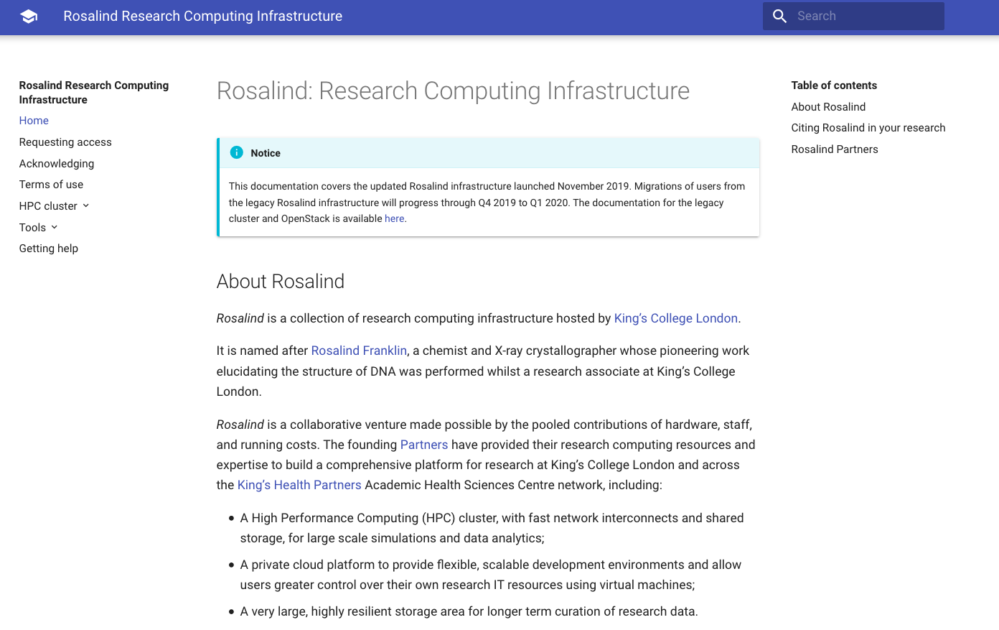 Rosalind Research Computing Infrastructure
Search
Rosalind Research Computing
Infrastructure
Home
Requesting access
Acknowledging
Terms of use
HPC cluster
Tools
Getting help
Rosalind: Research Computing Infrastructure
Notice
This documentation covers the updated Rosalind infrastructure launched November 2019. Migrations of users from
the legacy Rosalind infrastructure will progress through Q4 2019 to Q1 2020. The documentation for the legacy
cluster and OpenStack is available here.
About Rosalind
Rosalind is a collection of research computing infrastructure hosted by King’s College London.
It is named after Rosalind Franklin, a chemist and X-ray crystallographer whose pioneering work
elucidating the structure of DNA was performed whilst a research associate at King’s College
London.
Rosalind is a collaborative venture made possible by the pooled contributions of hardware, staff,
and running costs. The founding Partners have provided their research computing resources and
expertise to build a comprehensive platform for research at King’s College London and across
the King’s Health Partners Academic Health Sciences Centre network, including:
• A High Performance Computing (HPC) cluster, with fast network interconnects and shared
storage, for large scale simulations and data analytics;
• A private cloud platform to provide flexible, scalable development environments and allow
users greater control over their own research IT resources using virtual machines;
• A very large, highly resilient storage area for longer term curation of research data.
Table of contents
About Rosalind
Citing Rosalind in your research
Rosalind Partners